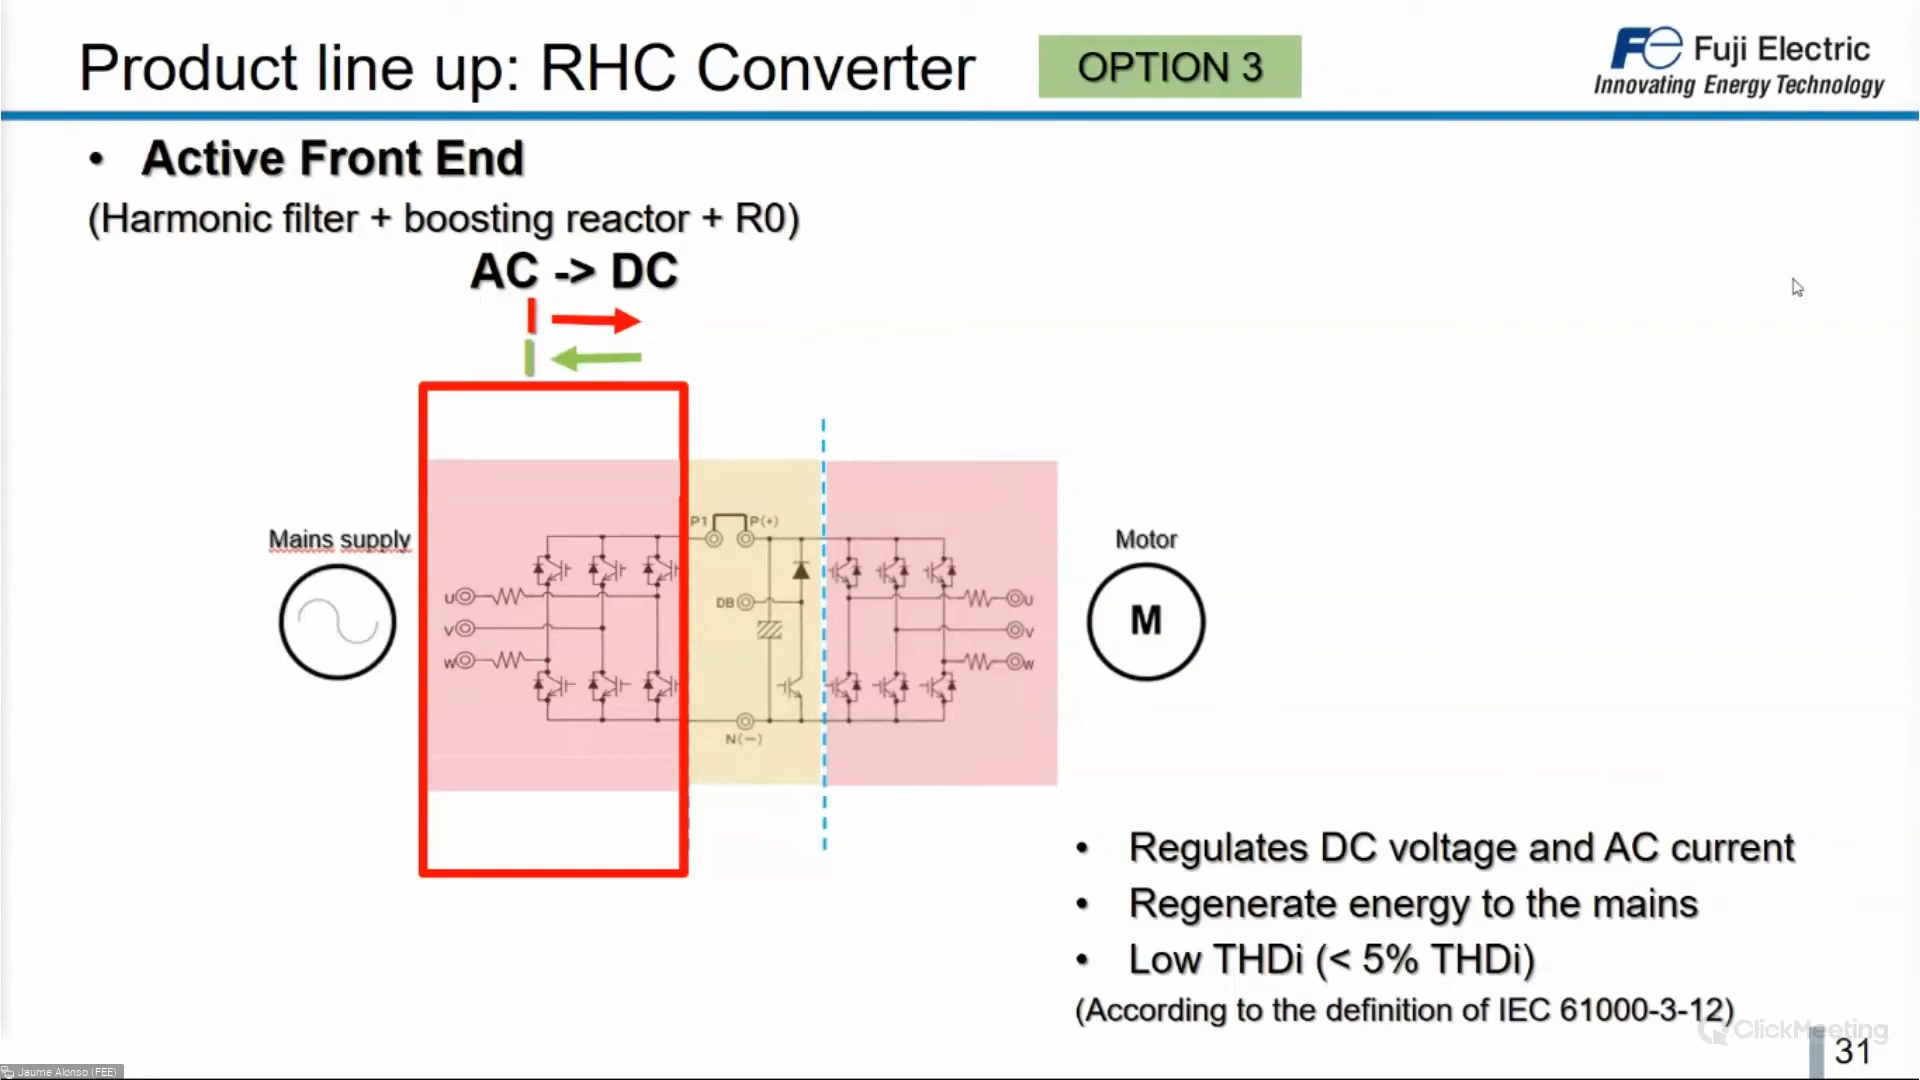 Product line up: RHC Converter
OPTION 3
Fe Fuji Electric
Innovating Energy Technology
• Active Front End
(Harmonic filter + boosting reactor + R0)
AC -> DC
Mains supply
U
V
W
P1 P(+)
DB
N(−)
U
V
W
Motor
M
• Regulates DC voltage and AC current
• Regenerate energy to the mains
• Low THDi (< 5% THDi)
(According to the definition of IEC 61000-3-12)
ClickMeeting
31
Jaume Alonso (FEE)